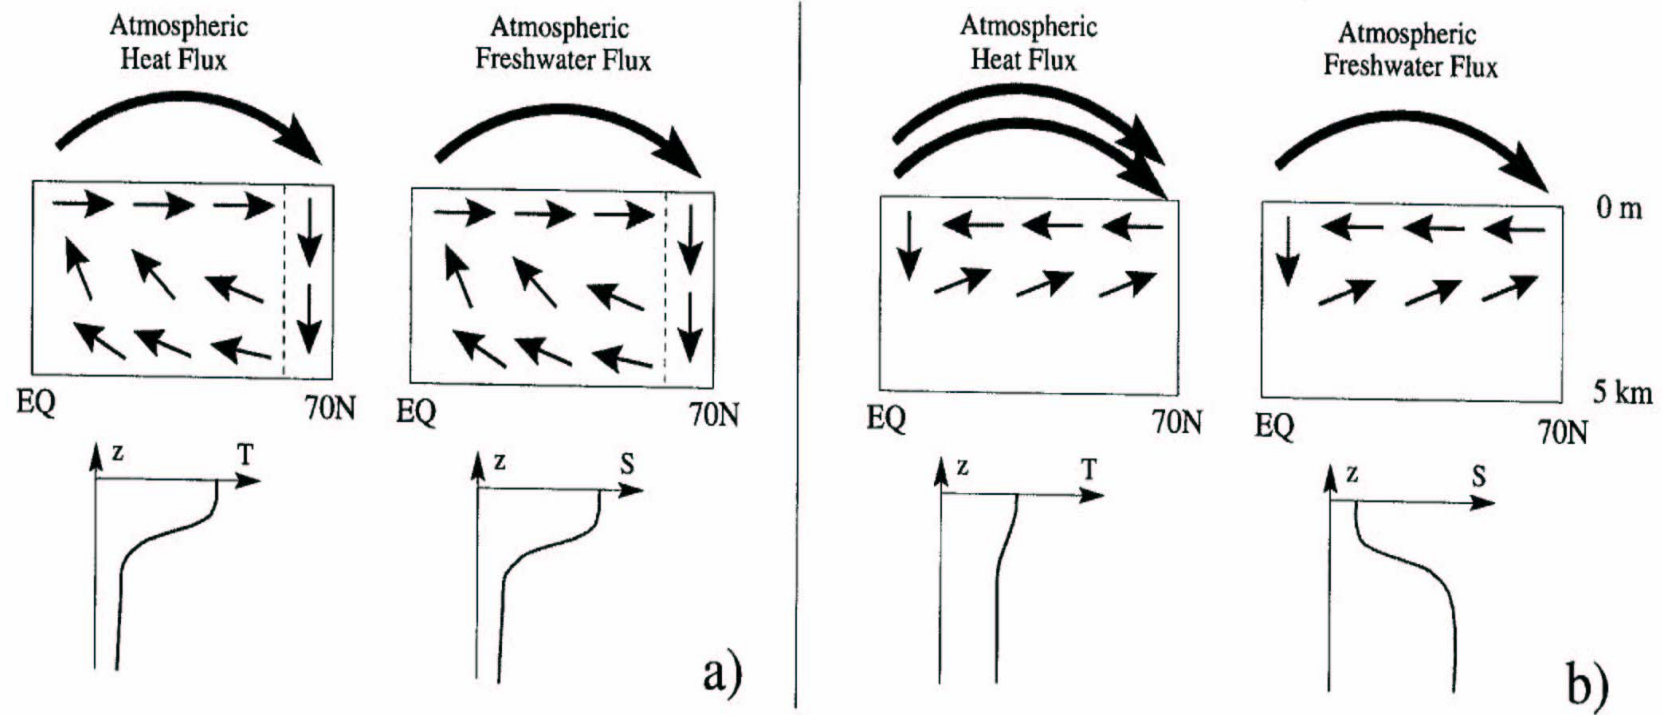 Atmospheric
Heat Flux
Atmospheric
Freshwater Flux
EQ
70N
EQ
70N
z
T
z
S
a)
Atmospheric
Heat Flux
Atmospheric
Freshwater Flux
0 m
5 km
EQ
70N
EQ
70N
z
T
z
S
b)